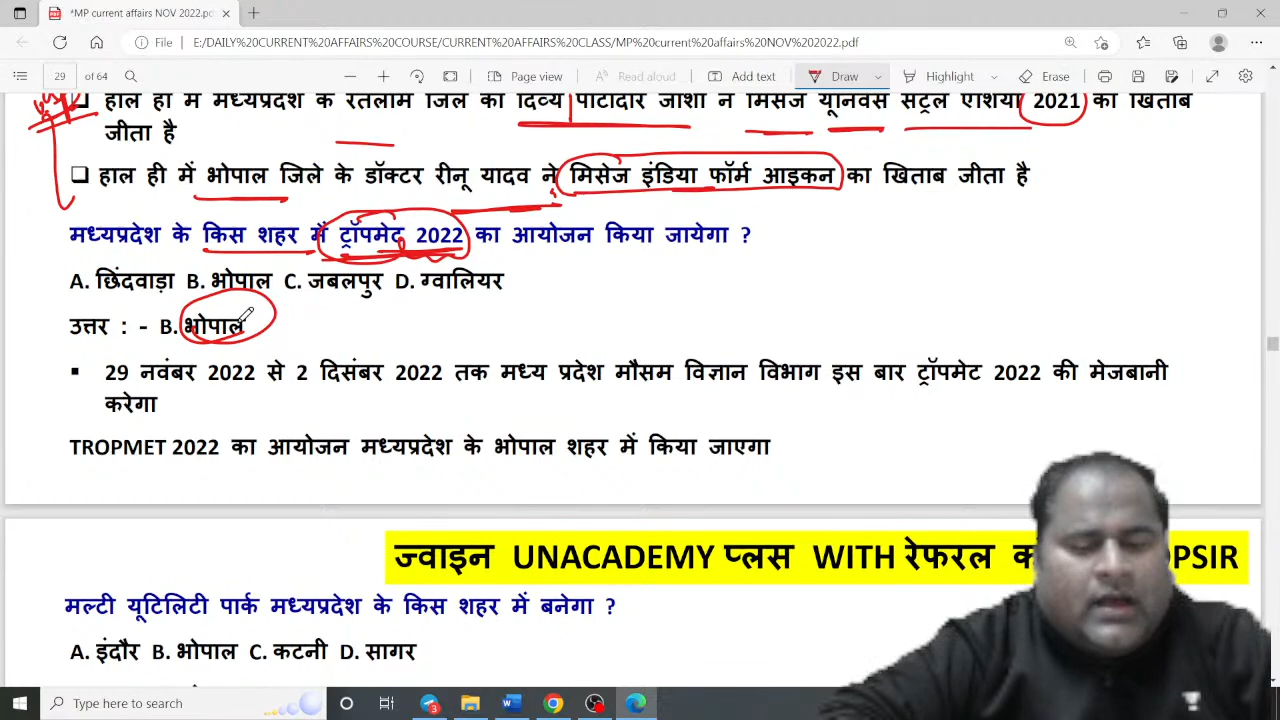 *MP current affairs NOV 2022.pdf
File E:/DAILY%20CURRENT%20AFFAIRS%20COURSE/CURRENT%20AFFAIRS%20CLASS/MP%20current%20affairs%20NOV%202022.pdf
29 of 64 Page view Read aloud Add text Draw Highlight Erase
हाल ही में मध्यप्रदेश के रतलाम जिले की दिव्य पाटीदार जोशी ने मिसेज यूनिवर्स सेंट्रल एशिया 2021 का खिताब
जीता है
हाल ही में भोपाल जिले के डॉक्टर रीनू यादव ने मिसेज इंडिया फॉर्म आइकन का खिताब जीता है
मध्यप्रदेश के किस शहर में ट्रॉपमेट 2022 का आयोजन किया जायेगा ?
A. छिंदवाड़ा B. भोपाल C. जबलपुर D. ग्वालियर
उत्तर : - B. भोपाल
29 नवंबर 2022 से 2 दिसंबर 2022 तक मध्य प्रदेश मौसम विज्ञान विभाग इस बार ट्रॉपमेट 2022 की मेजबानी
करेगा
TROPMET 2022 का आयोजन मध्यप्रदेश के भोपाल शहर में किया जाएगा
ज्वाइन UNACADEMY प्लस WITH रेफरल
मल्टी यूटिलिटी पार्क मध्यप्रदेश के किस शहर में बनेगा ?
A. इंदौर B. भोपाल C. कटनी D. सागर
Type here to search
3